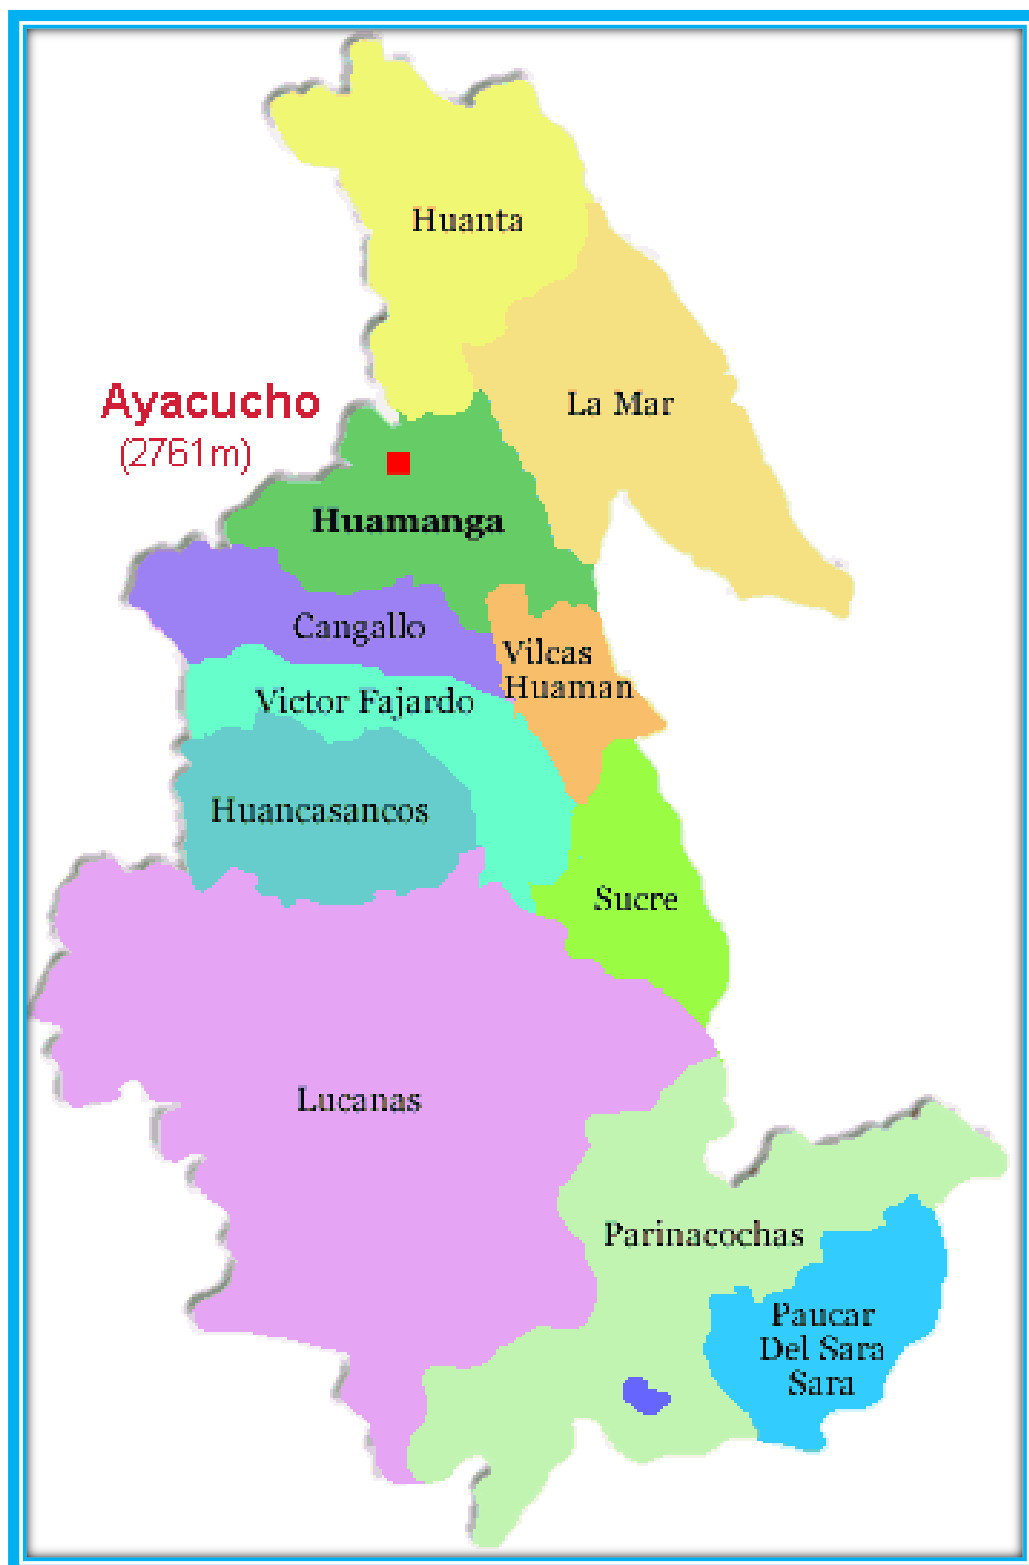 Huanta
La Mar
Ayacucho
(2761m)
Huamanga
Cangallo
Vilcas
Huaman
Victor Fajardo
Huancasancos
Sucre
Lucanas
Parinacochas
Paucar
Del Sara
Sara